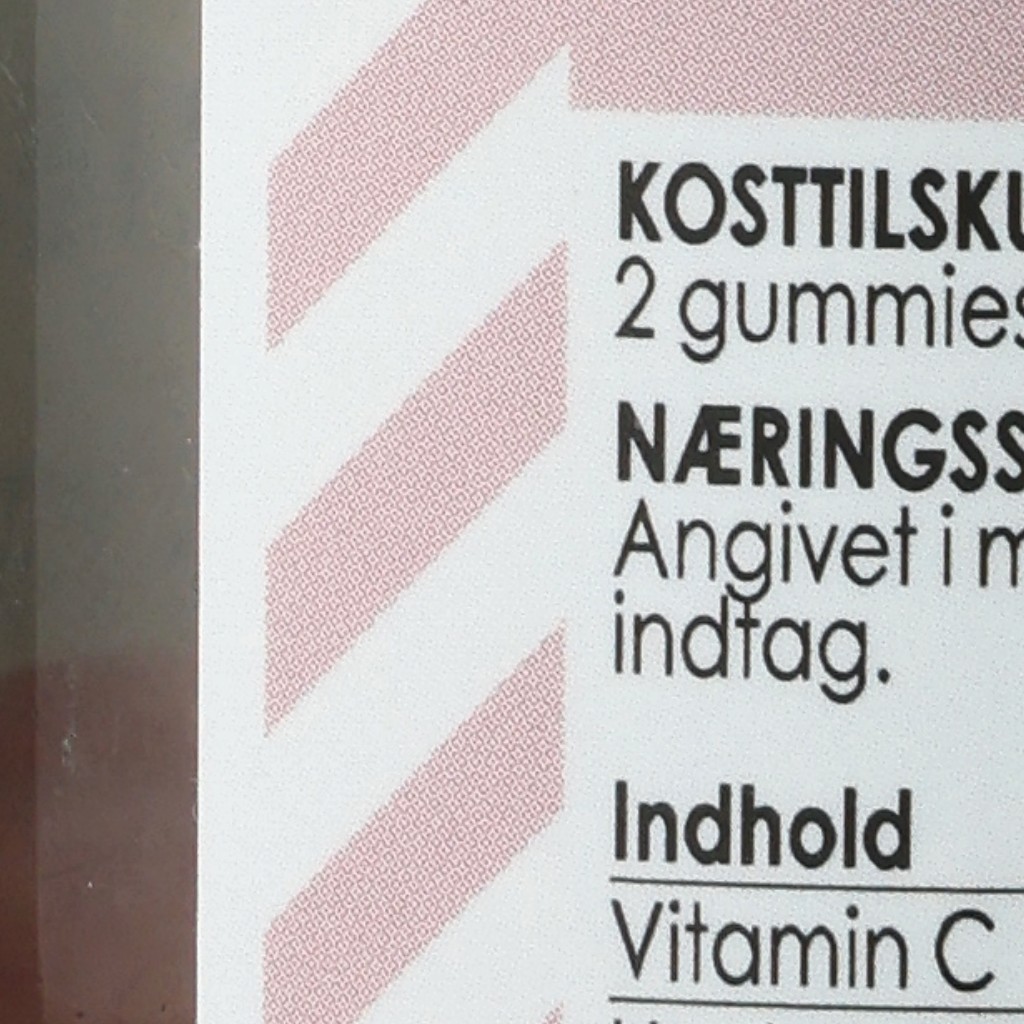 KOSTTILSKU
2 gummies
NÆRINGSS
Angivet i m
indtag.
Indhold
Vitamin C